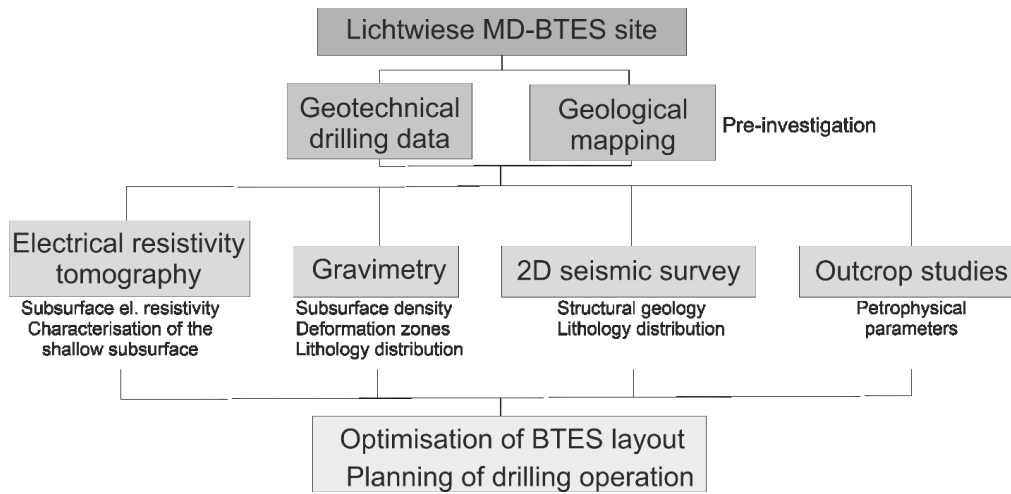 Lichtwiese MD-BTES site
Geotechnical
drilling data
Geological
mapping
Pre-investigation
Electrical resistivity
tomography
Subsurface el. resistivity
Characterisation of the
shallow subsurface
Gravimetry
Subsurface density
Deformation zones
Lithology distribution
2D seismic survey
Structural geology
Lithology distribution
Outcrop studies
Petrophysical
parameters
Optimisation of BTES layout
Planning of drilling operation